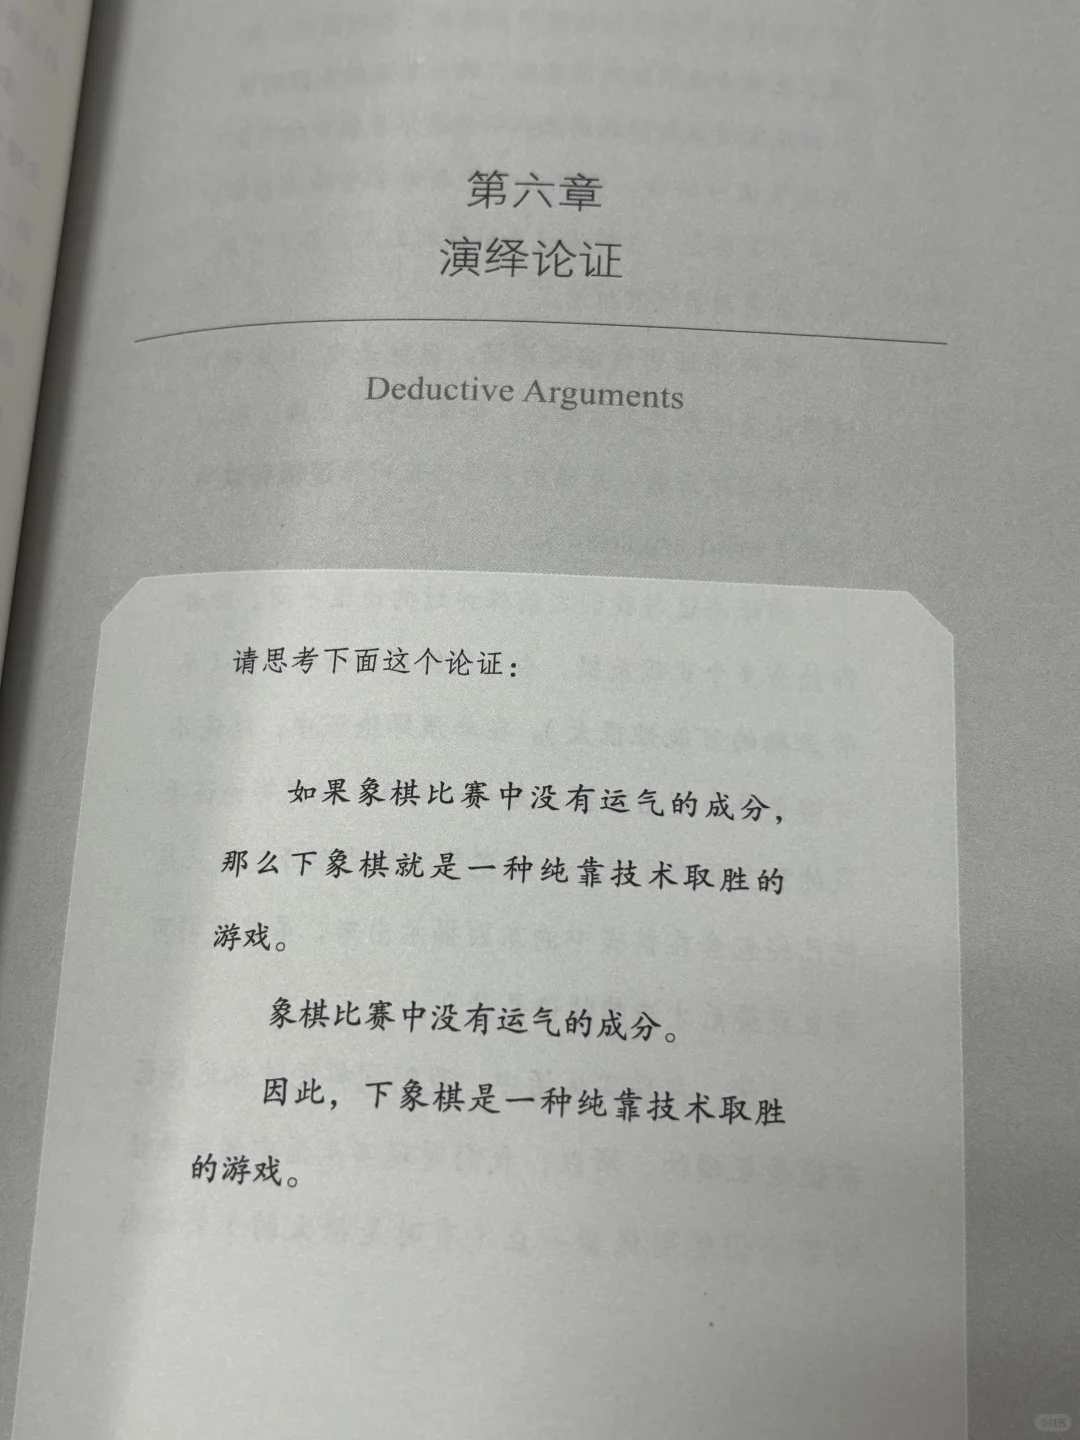 第六章
演绎论证
Deductive Arguments
请思考下面这个论证：
如果象棋比赛中没有运气的成分，
那么下象棋就是一种纯靠技术取胜的
游戏。
象棋比赛中没有运气的成分。
因此，下象棋是一种纯靠技术取胜
的游戏。